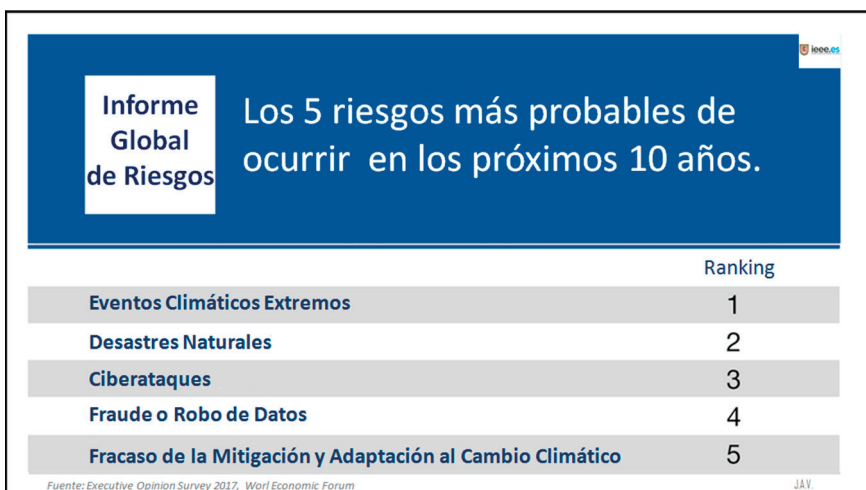 ieee.es
Informe
Global
de Riesgos
Los 5 riesgos más probables de
ocurrir en los próximos 10 años.
Ranking
Eventos Climáticos Extremos 1
Desastres Naturales 2
Ciberataques 3
Fraude o Robo de Datos 4
Fracaso de la Mitigación y Adaptación al Cambio Climático 5
Fuente: Executive Opinion Survey 2017, Worl Economic Forum
J.A.V.